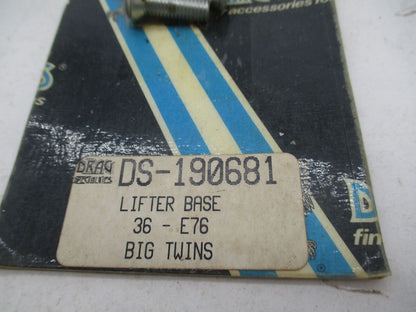 accessories fo
®
s
DRAG
SPECIALTIES
DS-190681
LIFTER BASE
36 - E76
BIG TWINS
fin
®